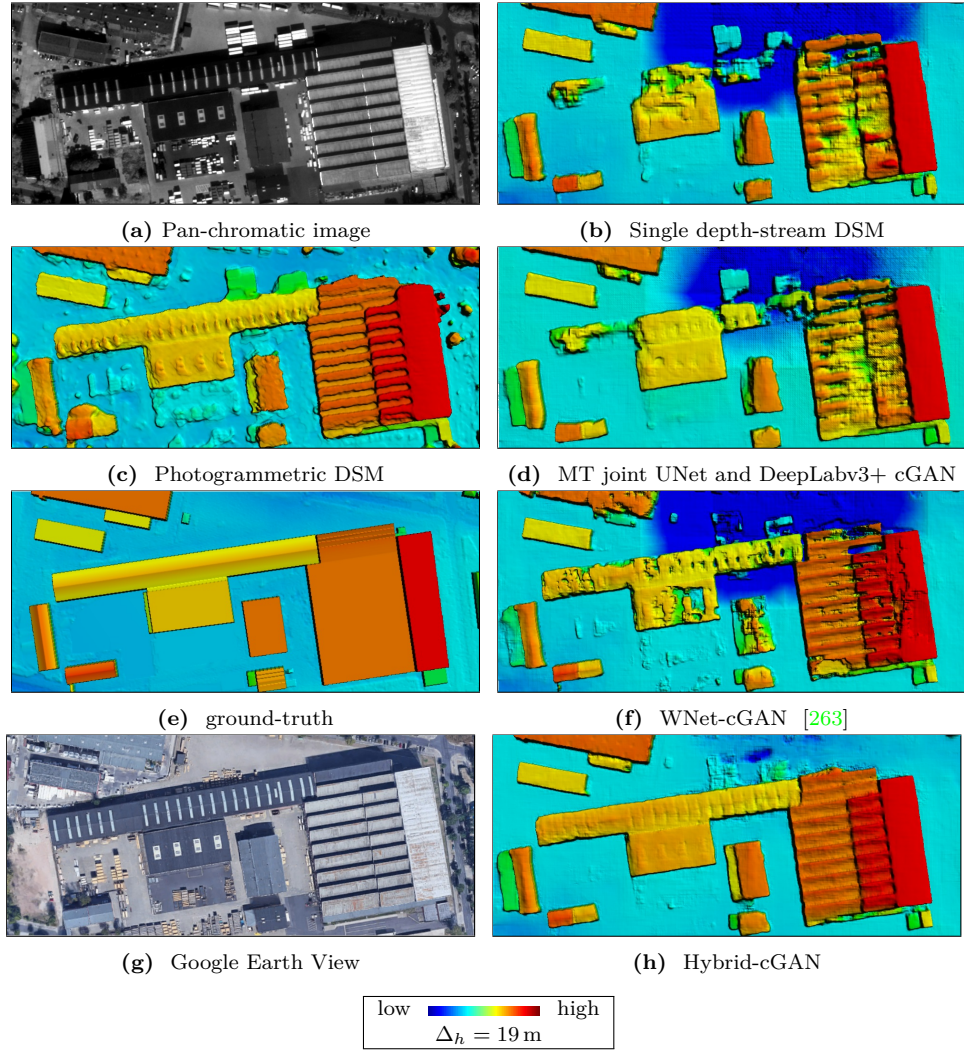 (a) Pan-chromatic image
(b) Single depth-stream DSM
(c) Photogrammetric DSM
(d) MT joint UNet and DeepLabv3+ cGAN
(e) ground-truth
(f) WNet-cGAN [263]
(g) Google Earth View
(h) Hybrid-cGAN
low high
Δh = 19 m